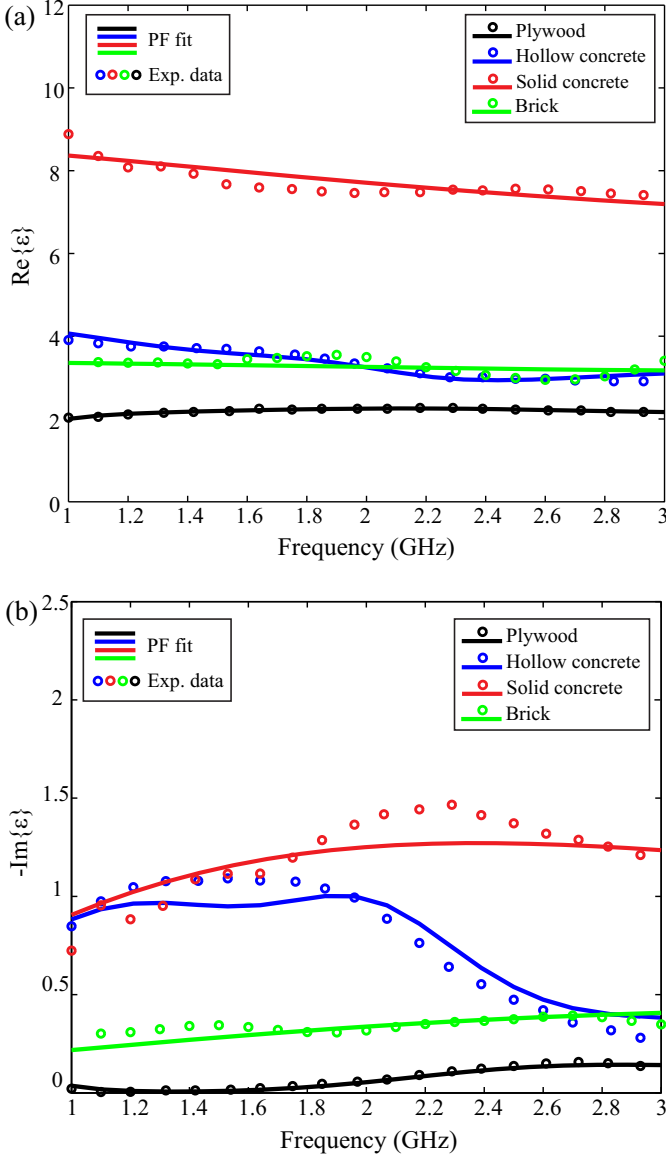 (a)
12
10
8
6
4
2
0
Re{ε}
PF fit
Exp. data
Plywood
Hollow concrete
Solid concrete
Brick
1 1.2 1.4 1.6 1.8 2 2.2 2.4 2.6 2.8 3
Frequency (GHz)
(b)
2.5
2
1.5
1
0.5
0
-Im{ε}
PF fit
Exp. data
Plywood
Hollow concrete
Solid concrete
Brick
1 1.2 1.4 1.6 1.8 2 2.2 2.4 2.6 2.8 3
Frequency (GHz)